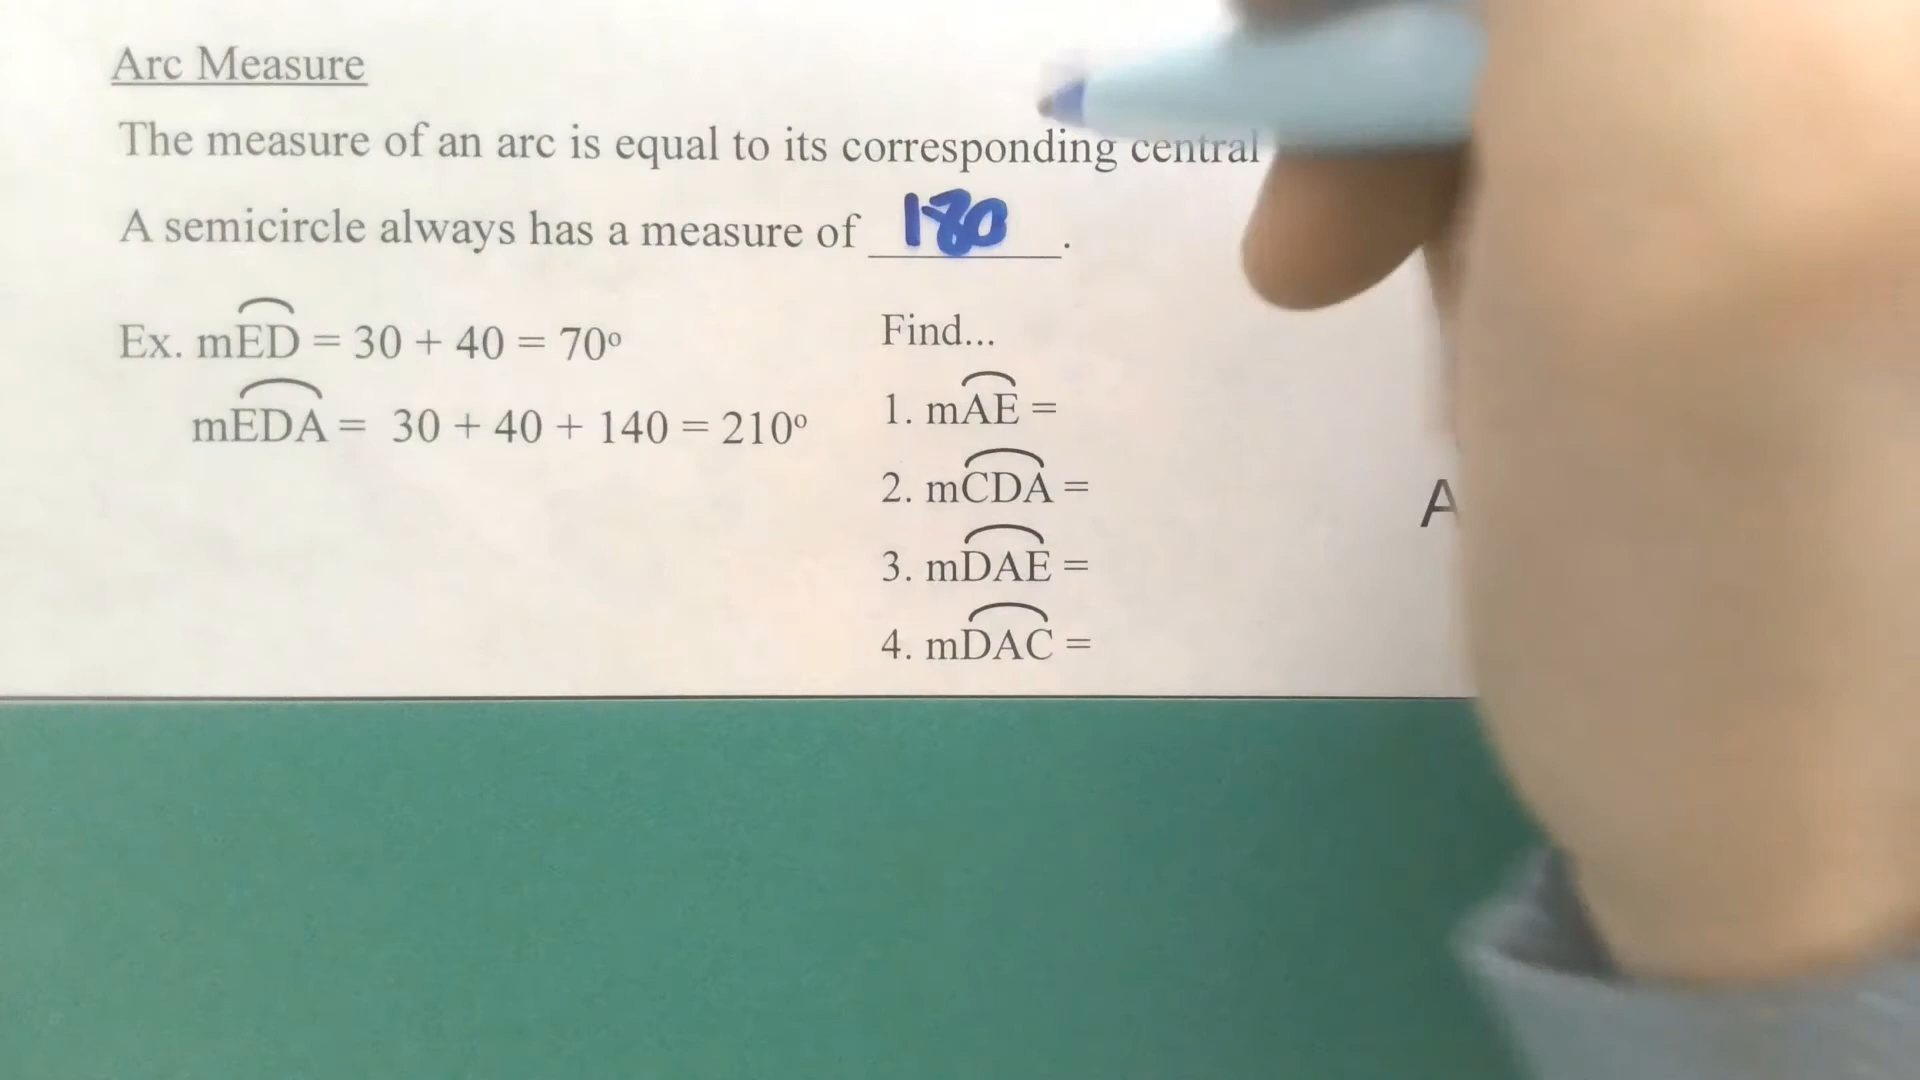 Arc Measure
The measure of an arc is equal to its corresponding central
A semicircle always has a measure of 180.
Ex. mED = 30 + 40 = 70°
mEDA = 30 + 40 + 140 = 210°
Find...
1. mAE =
2. mCDA =
3. mDAE =
4. mDAC =
A